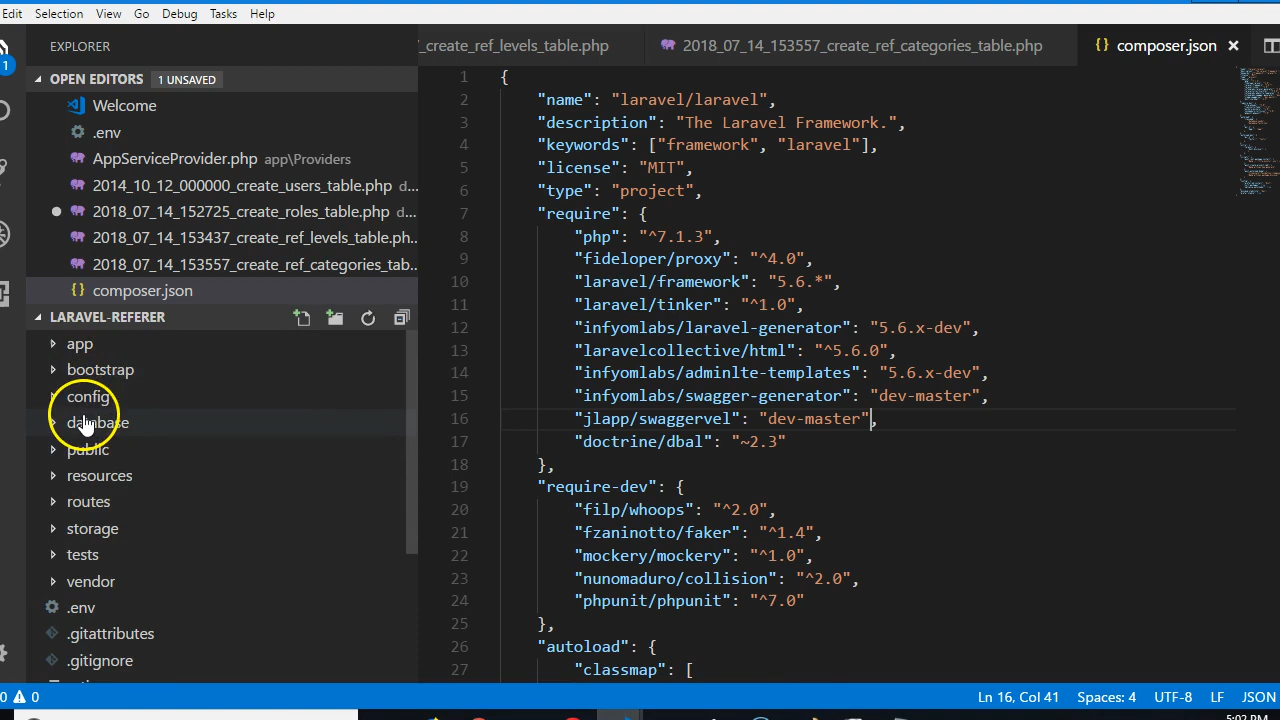 Edit Selection View Go Debug Tasks Help
EXPLORER
_create_ref_levels_table.php 2018_07_14_153557_create_ref_categories_table.php composer.json
OPEN EDITORS 1 UNSAVED
Welcome
.env
AppServiceProvider.php app\Providers
2014_10_12_000000_create_users_table.php d...
2018_07_14_152725_create_roles_table.php d...
2018_07_14_153437_create_ref_levels_table.ph...
2018_07_14_153557_create_ref_categories_tab...
composer.json
LARAVEL-REFERER
app
bootstrap
config
database
public
resources
routes
storage
tests
vendor
.env
.gitattributes
.gitignore
1 {
2 "name": "laravel/laravel",
3 "description": "The Laravel Framework.",
4 "keywords": ["framework", "laravel"],
5 "license": "MIT",
6 "type": "project",
7 "require": {
8 "php": "^7.1.3",
9 "fideloper/proxy": "^4.0",
10 "laravel/framework": "5.6.*",
11 "laravel/tinker": "^1.0",
12 "infyomlabs/laravel-generator": "5.6.x-dev",
13 "laravelcollective/html": "^5.6.0",
14 "infyomlabs/adminlte-templates": "5.6.x-dev",
15 "infyomlabs/swagger-generator": "dev-master",
16 "jlapp/swaggervel": "dev-master",
17 "doctrine/dbal": "~2.3"
18 },
19 "require-dev": {
20 "filp/whoops": "^2.0",
21 "fzaninotto/faker": "^1.4",
22 "mockery/mockery": "^1.0",
23 "nunomaduro/collision": "^2.0",
24 "phpunit/phpunit": "^7.0"
25 },
26 "autoload": {
27 "classmap": [
1
0 0 Ln 16, Col 41 Spaces: 4 UTF-8 LF JSON
5:02 PM